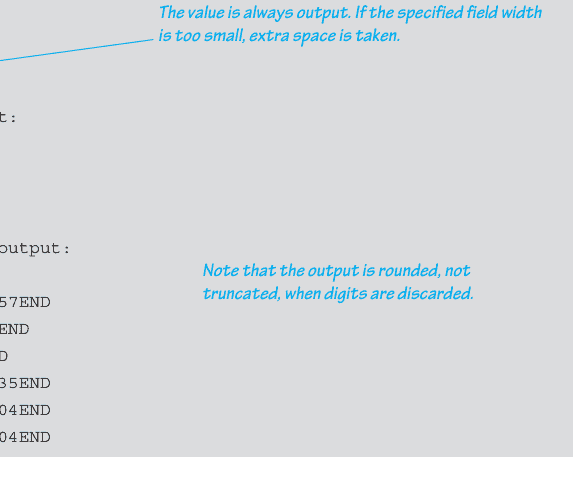 The value is always output. If the specified field width
is too small, extra space is taken.
t:
output:
Note that the output is rounded, not
truncated, when digits are discarded.
57END
END
D
35END
04END
04END